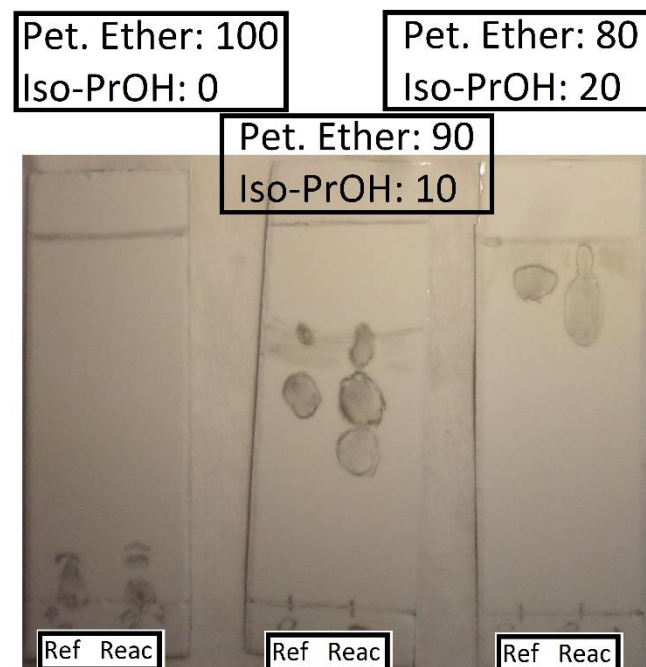 Pet. Ether: 100
Iso-PrOH: 0
Pet. Ether: 80
Iso-PrOH: 20
Pet. Ether: 90
Iso-PrOH: 10
Ref Reac
Ref Reac
Ref Reac